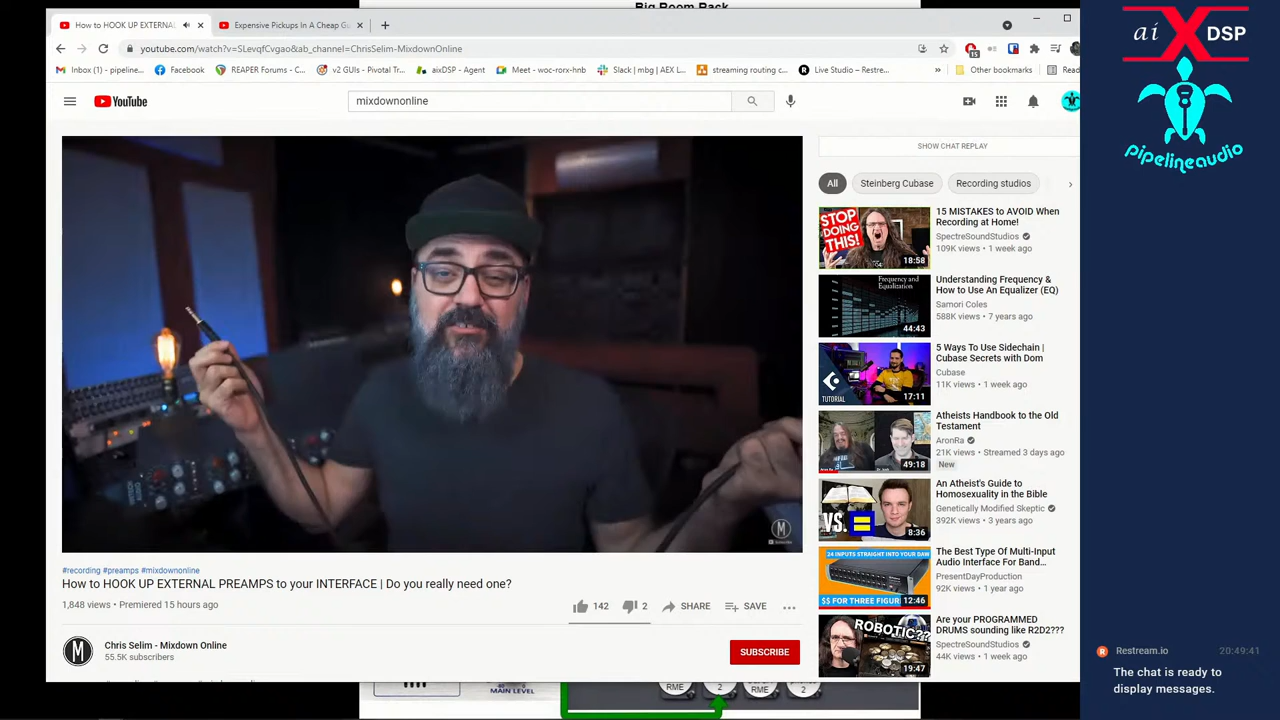 Big Room Rack
How to HOOK UP EXTERNAL
Expensive Pickups In A Cheap G
youtube.com/watch?v=SLevqfCvgao&ab_channel=ChrisSelim-MixdownOnline
15
Inbox (1) - pipeline...
Facebook
REAPER Forums - C...
v2 GUIs - Frontal Tr...
aixDSP - Agent
Meet - woc-rorx-hnb
Slack | mbg | AEX L...
streaming routing c...
Live Studio - Restre...
Other bookmarks
Read
YouTube
mixdownonline
SHOW CHAT REPLAY
All
Steinberg Cubase
Recording studios
STOP DOING THIS!
18:58
15 MISTAKES to AVOID When
Recording at Home!
SpectreSoundStudios
109K views • 1 week ago
Frequency and
Equalization
44:43
Understanding Frequency &
How to Use An Equalizer (EQ)
Samori Coles
588K views • 7 years ago
TUTORIAL
17:11
5 Ways To Use Sidechain |
Cubase Secrets with Dom
Cubase
11K views • 1 week ago
49:18
Atheists Handbook to the Old
Testament
AronRa
21K views • Streamed 3 days ago
New
VS.
8:36
An Atheist's Guide to
Homosexuality in the Bible
Genetically Modified Skeptic
392K views • 3 years ago
24 INPUTS STRAIGHT INTO YOUR DAW
$$ FOR THREE FIGUR
12:46
The Best Type Of Multi-Input
Audio Interface For Band...
PresentDayProduction
92K views • 1 year ago
ROBOTIC??
19:47
Are your PROGRAMMED
DRUMS sounding like R2D2???
SpectreSoundStudios
44K views • 1 week ago
#recording #preamps #mixdownonline
How to HOOK UP EXTERNAL PREAMPS to your INTERFACE | Do you really need one?
1,848 views • Premiered 15 hours ago
142
2
SHARE
SAVE
Chris Selim - Mixdown Online
55.5K subscribers
SUBSCRIBE
MAIN LEVEL
RME
2
RME
2
ai X DSP
pipelineaudio
Restream.io
20:49:41
The chat is ready to
display messages.